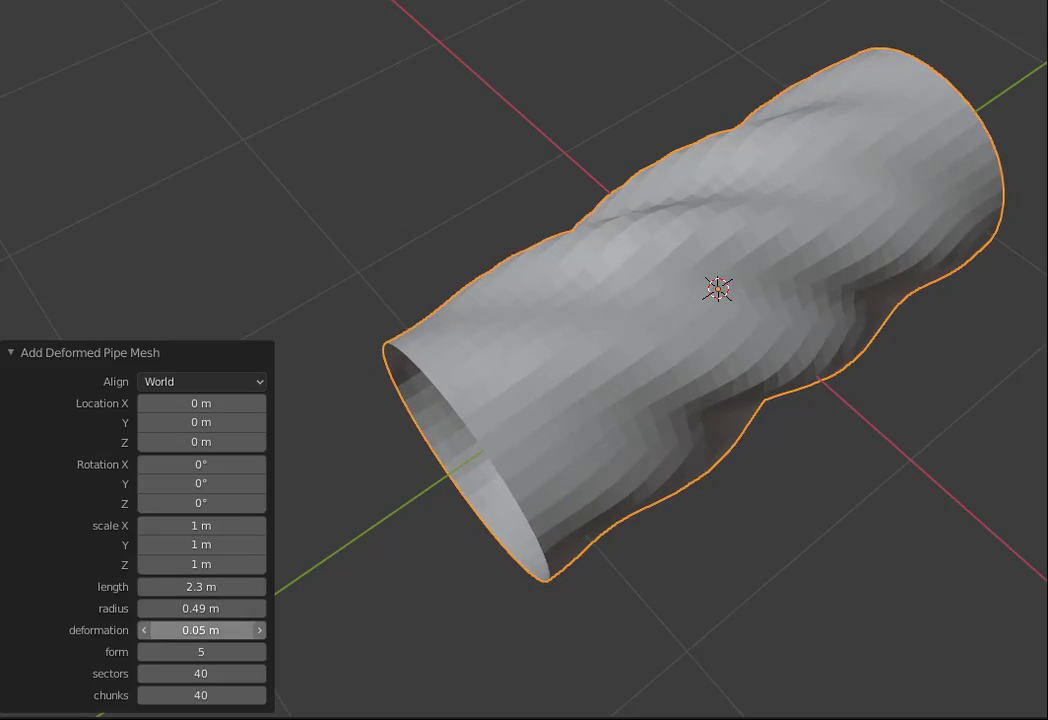 Add Deformed Pipe Mesh
Align World
Location X 0 m
Y 0 m
Z 0 m
Rotation X 0°
Y 0°
Z 0°
scale X 1 m
Y 1 m
Z 1 m
length 2.3 m
radius 0.49 m
deformation 0.05 m
form 5
sectors 40
chunks 40